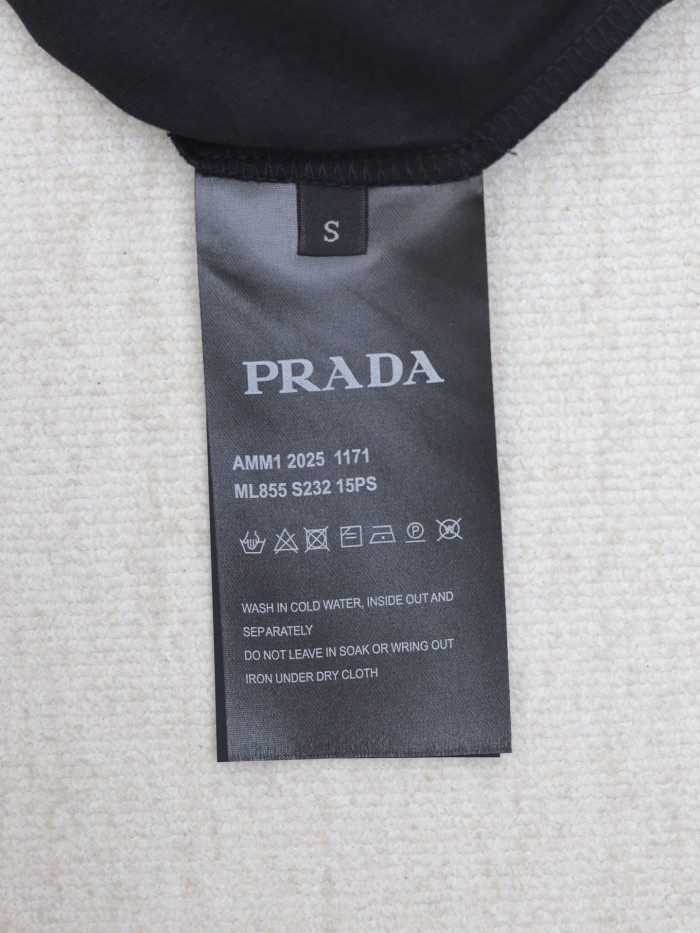 S
PRADA
AMM1 2025 1171
ML855 S232 15PS
P W
WASH IN COLD WATER, INSIDE OUT AND
SEPARATELY
DO NOT LEAVE IN SOAK OR WRING OUT
IRON UNDER DRY CLOTH